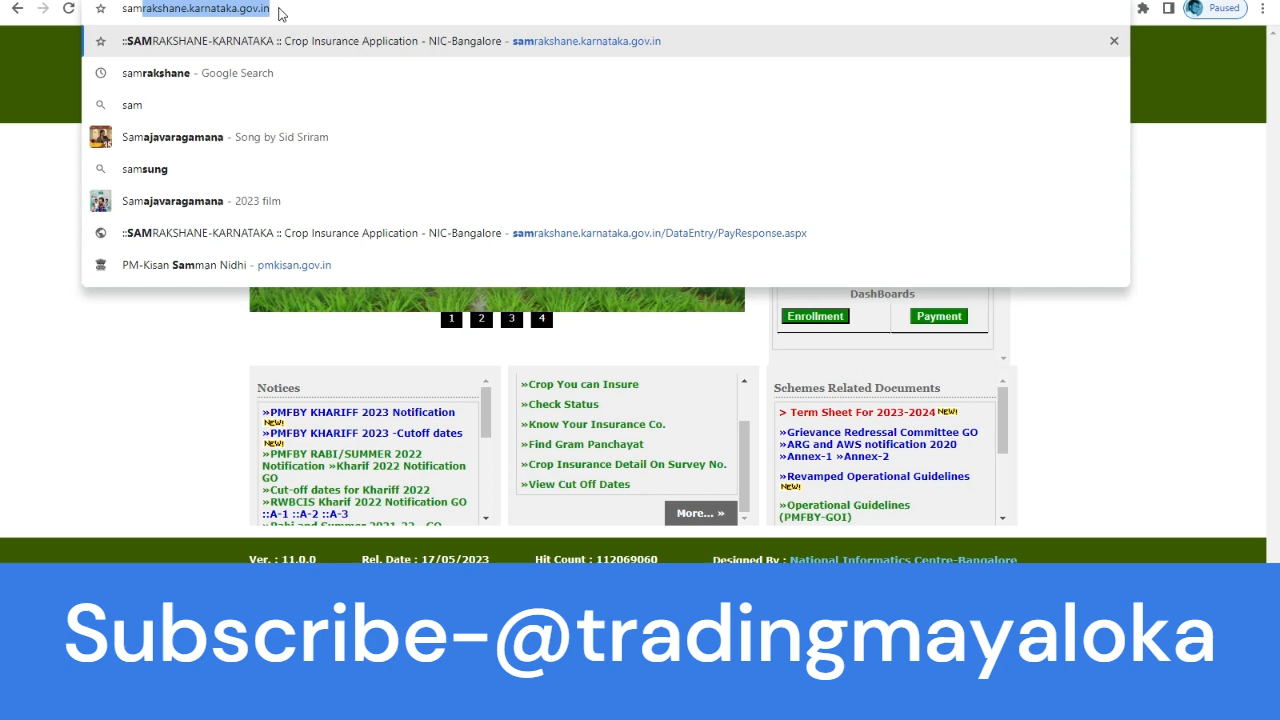 samrakshane.karnataka.gov.in
Paused
::SAMRAKSHANE-KARNATAKA :: Crop Insurance Application - NIC-Bangalore - samrakshane.karnataka.gov.in
samrakshane - Google Search
sam
Samajavaragamana - Song by Sid Sriram
samsung
Samajavaragamana - 2023 film
::SAMRAKSHANE-KARNATAKA :: Crop Insurance Application - NIC-Bangalore - samrakshane.karnataka.gov.in/DataEntry/PayResponse.aspx
PM-Kisan Samman Nidhi - pmkisan.gov.in
DashBoards
Enrollment Payment
1 2 3 4
Notices
»PMFBY KHARIFF 2023 Notification
NEW!
»PMFBY KHARIFF 2023 -Cutoff dates
NEW!
»PMFBY RABI/SUMMER 2022
Notification »Kharif 2022 Notification
GO
»Cut-off dates for Khariff 2022
»RWBCIS Kharif 2022 Notification GO
::A-1 ::A-2 ::A-3
»Rabi and Summer 2021-22 - GO
»Crop You can Insure
»Check Status
»Know Your Insurance Co.
»Find Gram Panchayat
»Crop Insurance Detail On Survey No.
»View Cut Off Dates
More... »
Schemes Related Documents
> Term Sheet For 2023-2024 NEW!
»Grievance Redressal Committee GO
»ARG and AWS notification 2020
»Annex-1 »Annex-2
»Revamped Operational Guidelines
NEW!
»Operational Guidelines
(PMFBY-GOI)
Ver. : 11.0.0 Rel. Date : 17/05/2023 Hit Count : 112069060 Designed By : National Informatics Centre-Bangalore
Subscribe-@tradingmayaloka